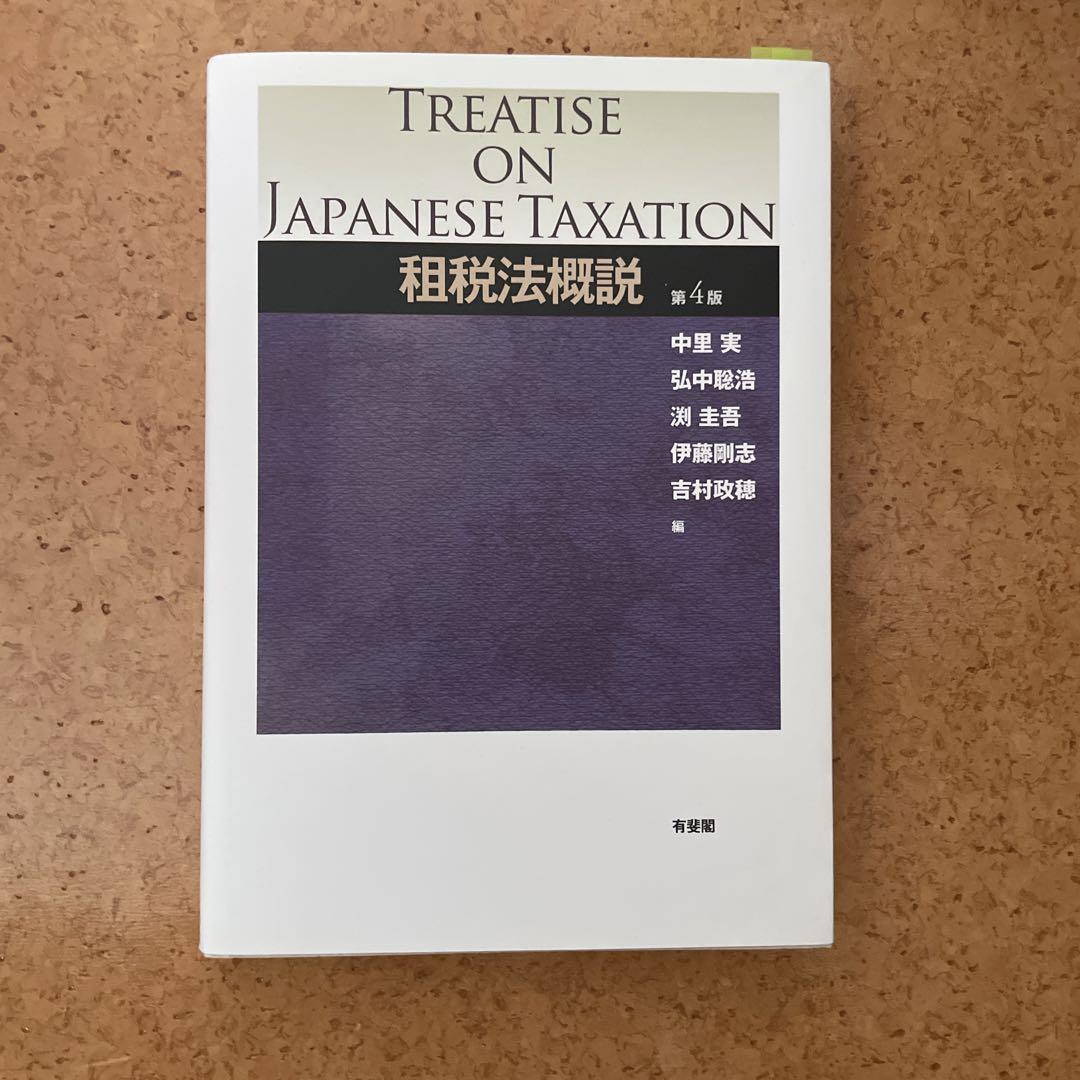 TREATISE
ON
JAPANESE TAXATION
租税法概説 第4版
中里 実
弘中聡浩
渕 圭吾
伊藤剛志
吉村政穂
編
有斐閣